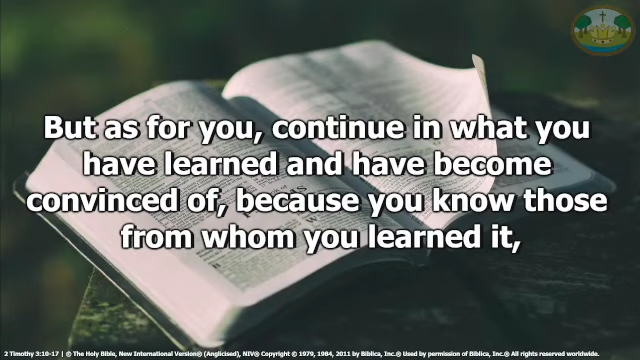 But as for you, continue in what you
have learned and have become
convinced of, because you know those
from whom you learned it,
2 Timothy 3:10-17 | © The Holy Bible, New International Version® (Anglicised), NIV® Copyright © 1979, 1984, 2011 by Biblica, Inc.® Used by permission of Biblica, Inc.® All rights reserved worldwide.